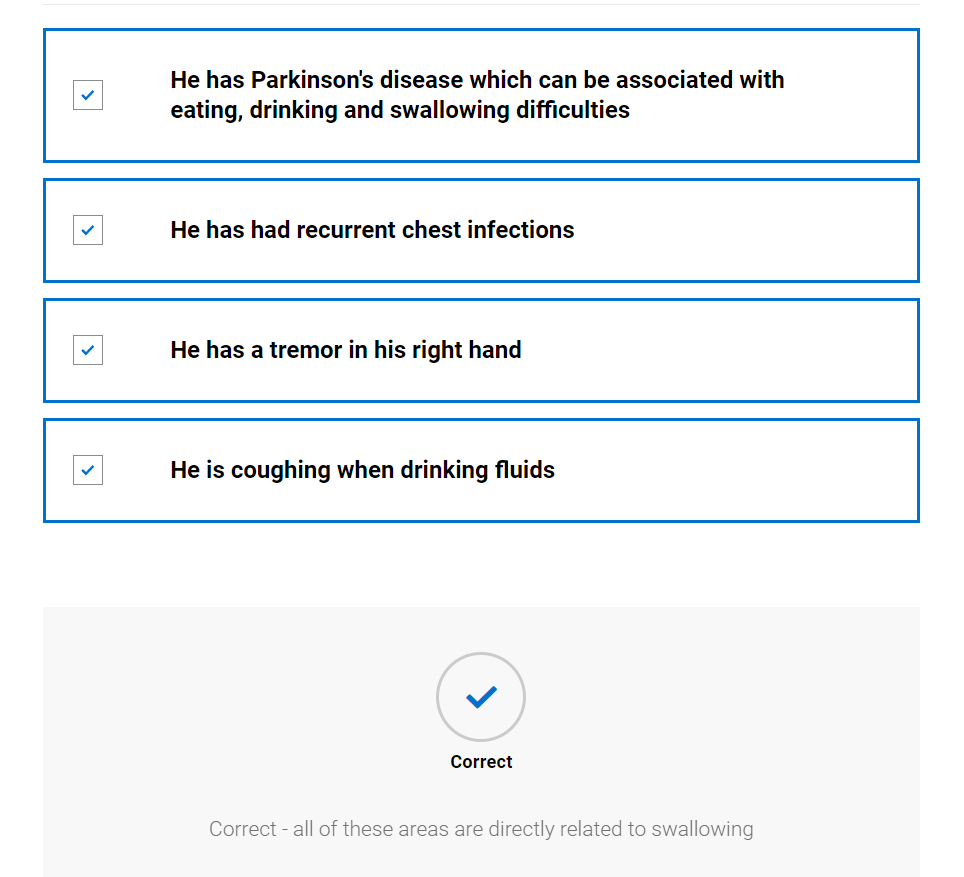 He has Parkinson's disease which can be associated with
eating, drinking and swallowing difficulties
He has had recurrent chest infections
He has a tremor in his right hand
He is coughing when drinking fluids
Correct
Correct - all of these areas are directly related to swallowing